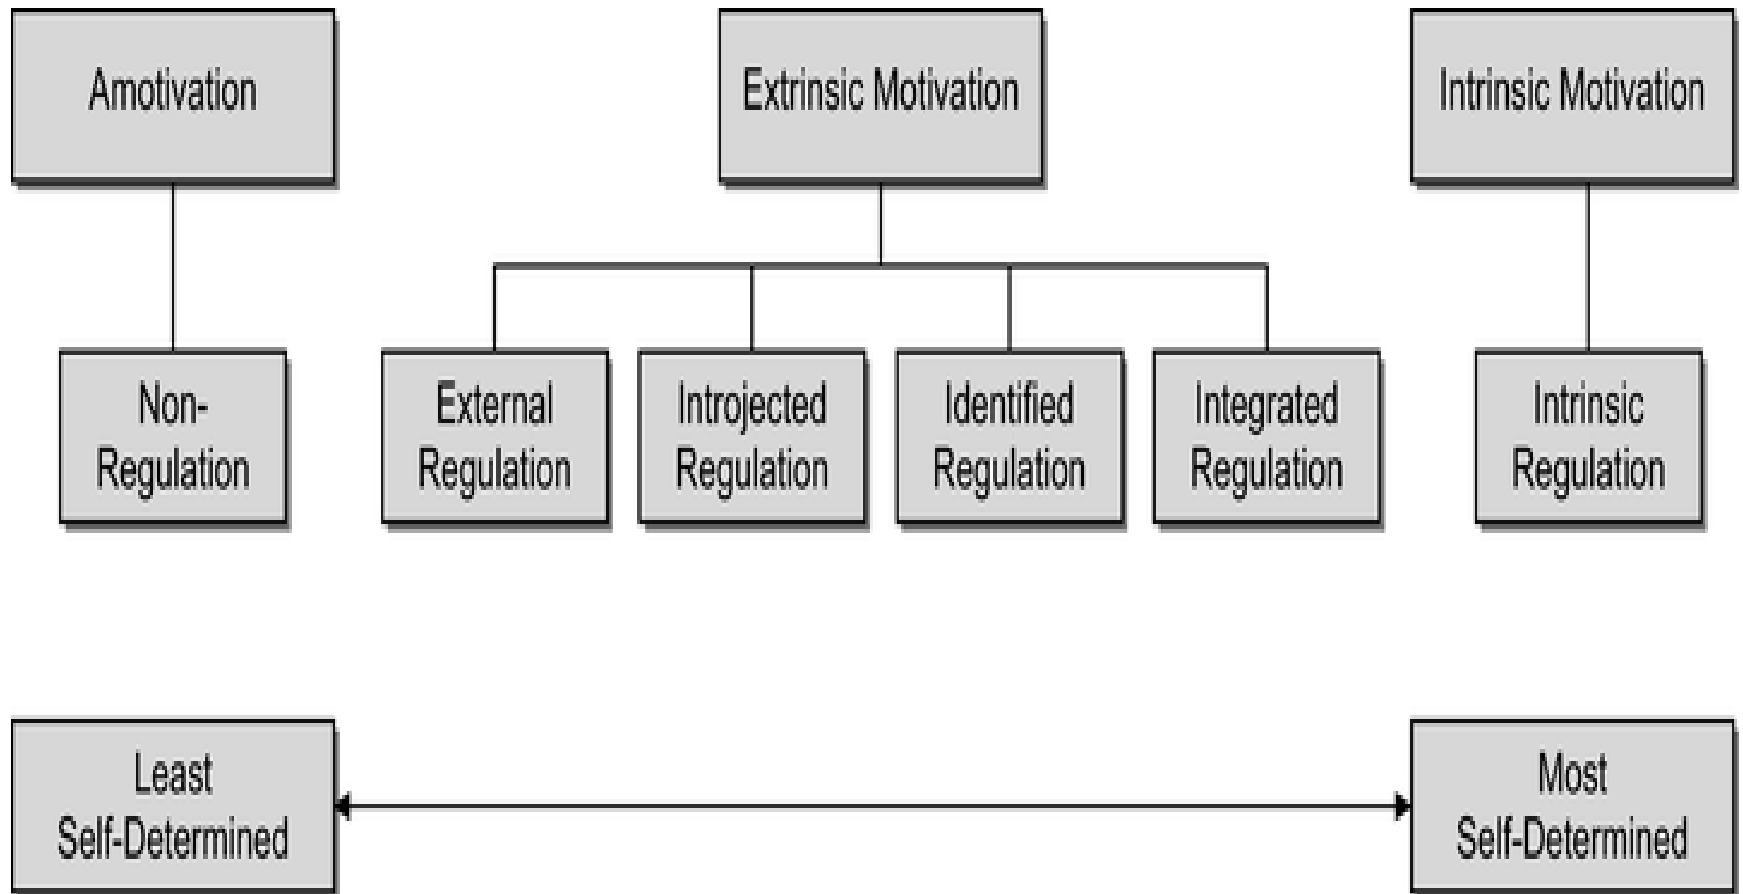 Amotivation
Extrinsic Motivation
Intrinsic Motivation
Non-
Regulation
External
Regulation
Introjected
Regulation
Identified
Regulation
Integrated
Regulation
Intrinsic
Regulation
Least
Self-Determined
Most
Self-Determined